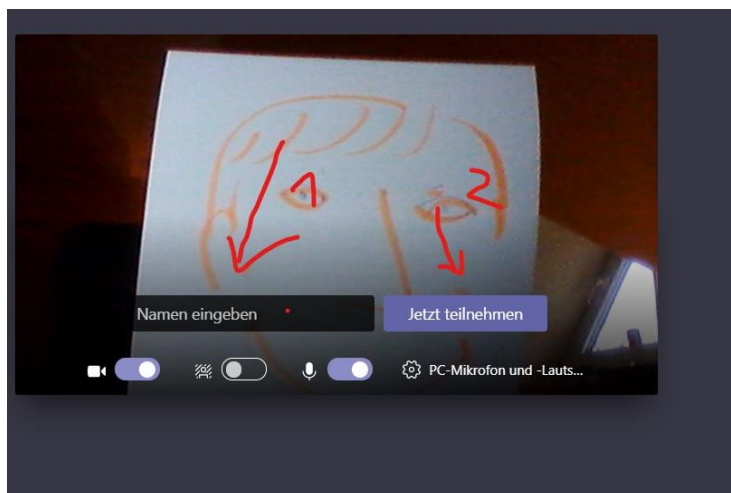 1
2
Namen eingeben
Jetzt teilnehmen
PC-Mikrofon und -Lauts...